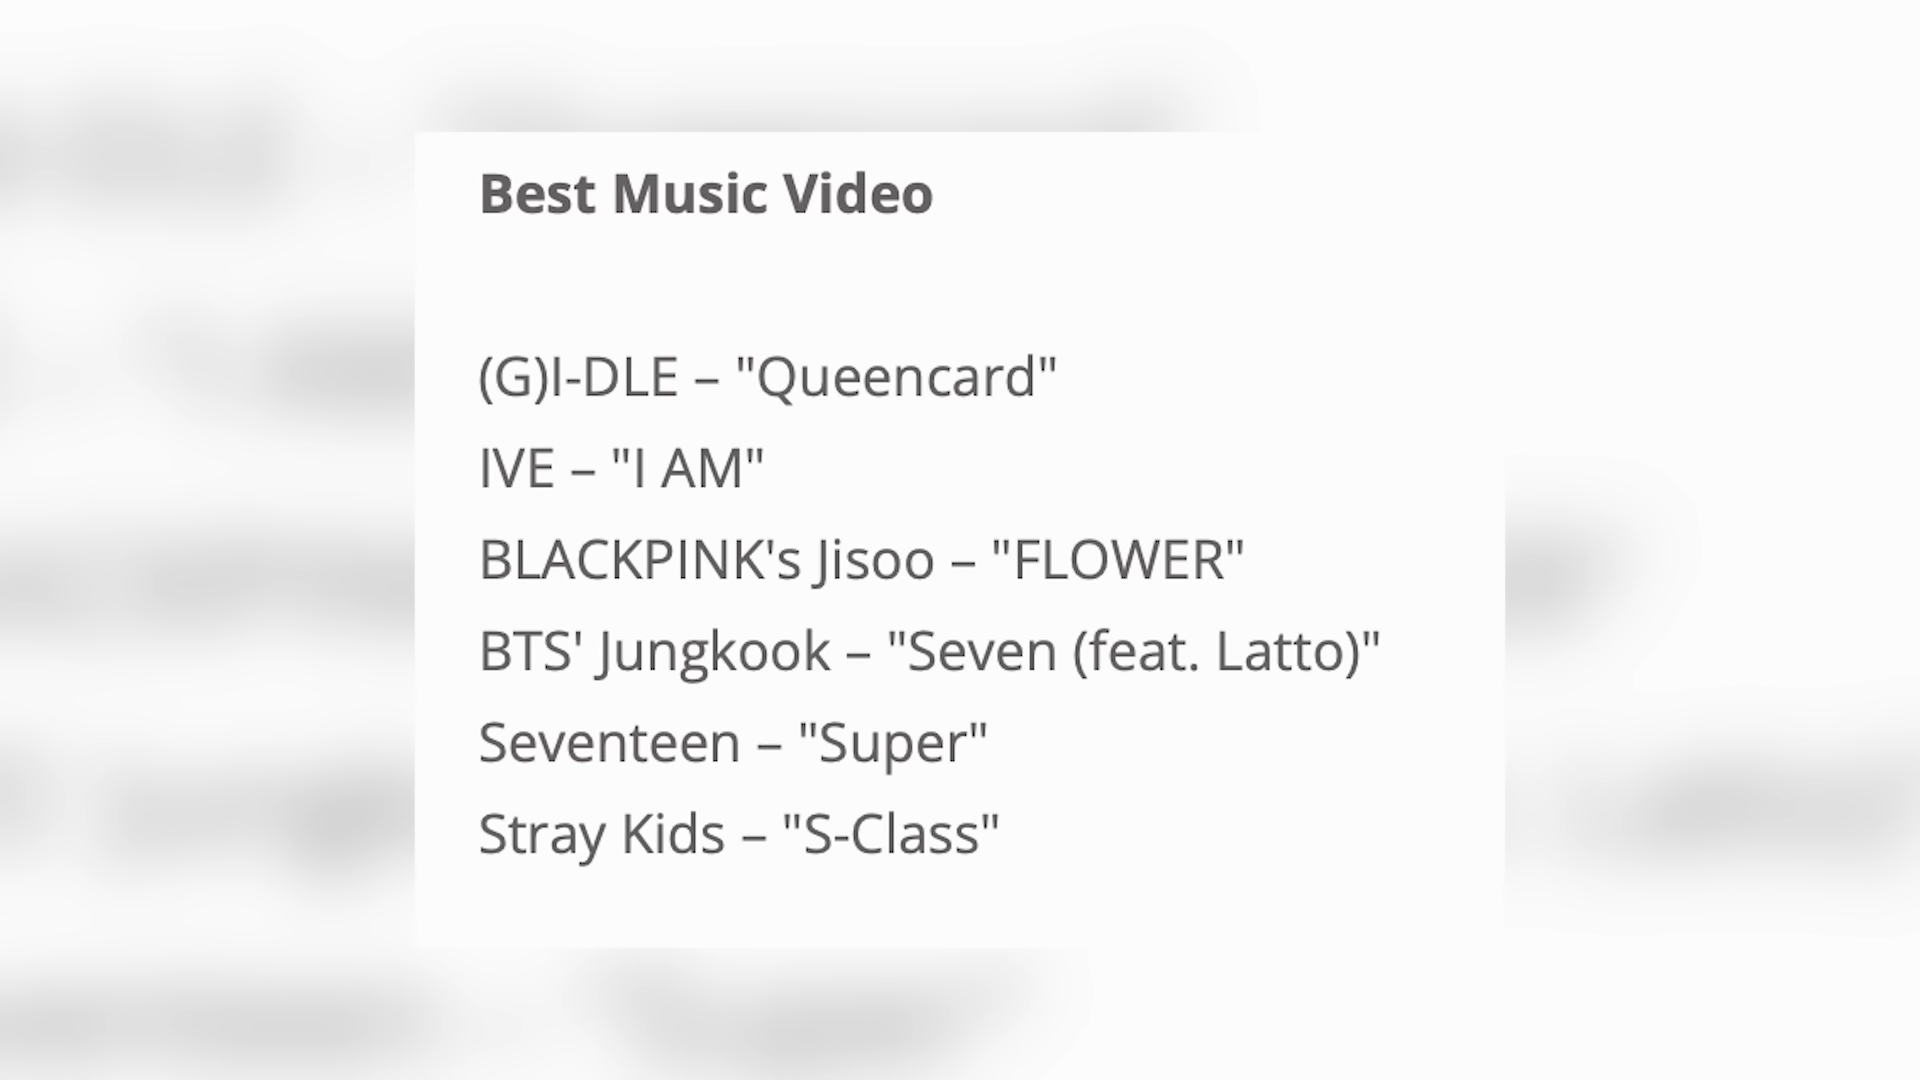 Best Music Video
(G)I-DLE – "Queencard"
IVE – "I AM"
BLACKPINK's Jisoo – "FLOWER"
BTS' Jungkook – "Seven (feat. Latto)"
Seventeen – "Super"
Stray Kids – "S-Class"